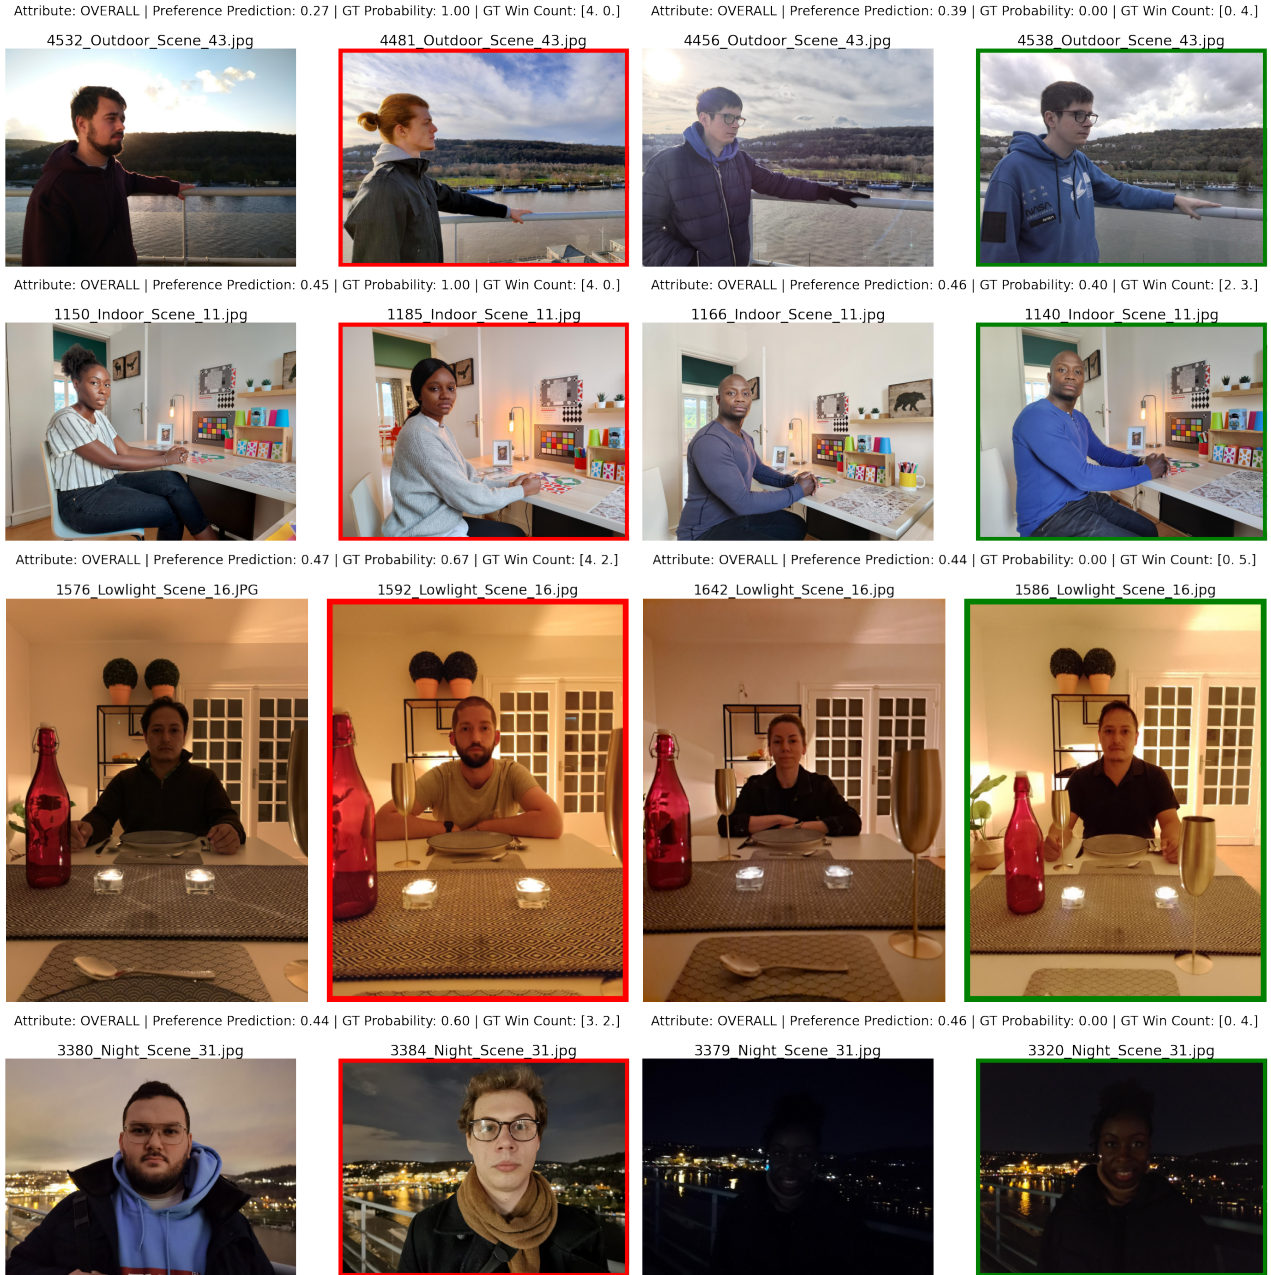 Attribute: OVERALL | Preference Prediction: 0.27 | GT Probability: 1.00 | GT Win Count: [4. 0.]
Attribute: OVERALL | Preference Prediction: 0.39 | GT Probability: 0.00 | GT Win Count: [0. 4.]
4532_Outdoor_Scene_43.jpg
4481_Outdoor_Scene_43.jpg
4456_Outdoor_Scene_43.jpg
4538_Outdoor_Scene_43.jpg
NASA
Attribute: OVERALL | Preference Prediction: 0.45 | GT Probability: 1.00 | GT Win Count: [4. 0.]
Attribute: OVERALL | Preference Prediction: 0.46 | GT Probability: 0.40 | GT Win Count: [2. 3.]
1150_Indoor_Scene_11.jpg
1185_Indoor_Scene_11.jpg
1166_Indoor_Scene_11.jpg
1140_Indoor_Scene_11.jpg
Attribute: OVERALL | Preference Prediction: 0.47 | GT Probability: 0.67 | GT Win Count: [4. 2.]
Attribute: OVERALL | Preference Prediction: 0.44 | GT Probability: 0.00 | GT Win Count: [0. 5.]
1576_Lowlight_Scene_16.JPG
1592_Lowlight_Scene_16.jpg
1642_Lowlight_Scene_16.jpg
1586_Lowlight_Scene_16.jpg
Attribute: OVERALL | Preference Prediction: 0.44 | GT Probability: 0.60 | GT Win Count: [3. 2.]
Attribute: OVERALL | Preference Prediction: 0.46 | GT Probability: 0.00 | GT Win Count: [0. 4.]
3380_Night_Scene_31.jpg
3384_Night_Scene_31.jpg
3379_Night_Scene_31.jpg
3320_Night_Scene_31.jpg